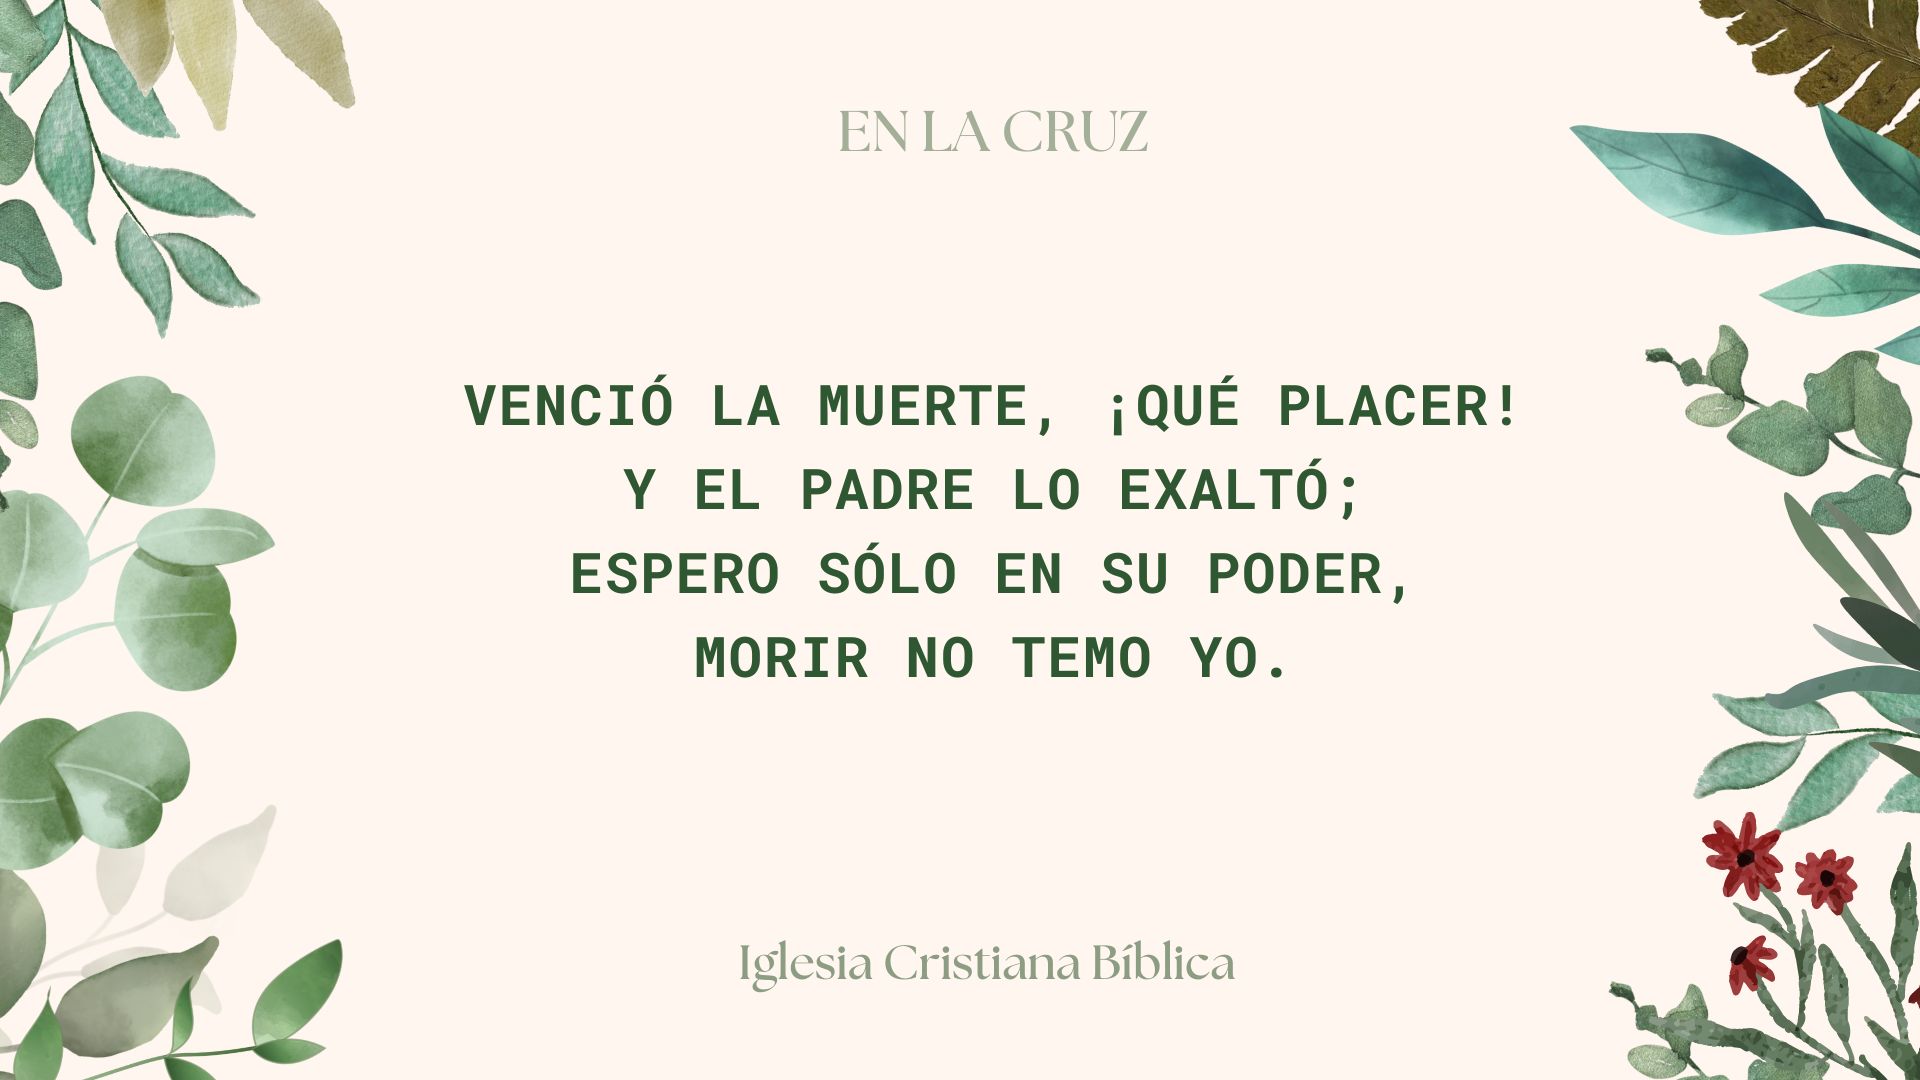 EN LA CRUZ
VENCIÓ LA MUERTE, ¡QUÉ PLACER!
Y EL PADRE LO EXALTÓ;
ESPERO SÓLO EN SU PODER,
MORIR NO TEMO YO.
Iglesia Cristiana Bíblica